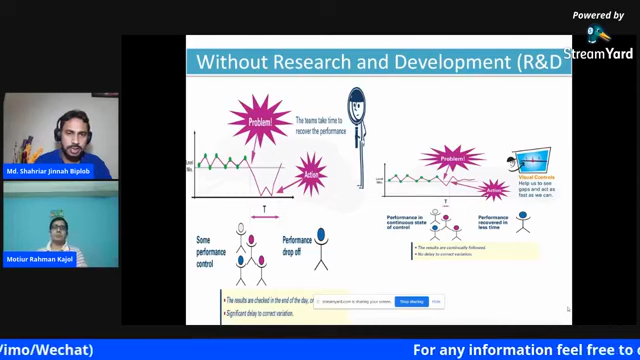 Powered by
StreamYard
Without Research and Development (R&D
Problem!
The teams take time to
recover the performance
Level
Action
T
Some
performance
control
Performance
drop off
The results are checked in the end of the day, or
Significant delay to correct variation.
Problem!
Level
Action
T
Visual Controls
Help us to see
gaps and act as
fast as we can.
Performance
in continuous state
of control
Performance
recovered in
less time
The results are continually followed.
No delay to correct variation.
streamyard.com is sharing your screen.
Stop sharing
Hide
Md. Shahriar Jinnah Biplob
Motiur Rahman Kajol
/imo/Wechat)
For any information feel free to c